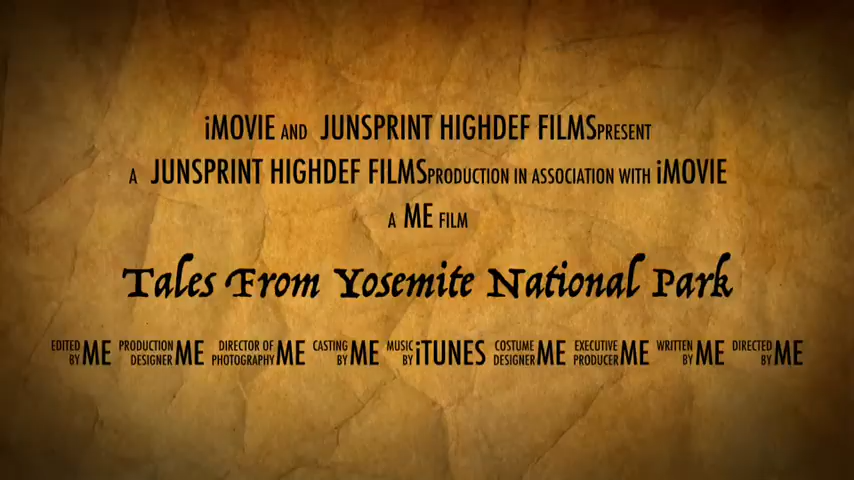 iMOVIE AND JUNSPRINT HIGHDEF FILMSPRESENT
A JUNSPRINT HIGHDEF FILMSPRODUCTION IN ASSOCIATION WITH iMOVIE
A ME FILM
Tales From Yosemite National Park
EDITED BY ME PRODUCTION DESIGNER ME DIRECTOR OF PHOTOGRAPHY ME CASTING BY ME MUSIC BY iTUNES COSTUME DESIGNER ME EXECUTIVE PRODUCER ME WRITTEN BY ME DIRECTED BY ME